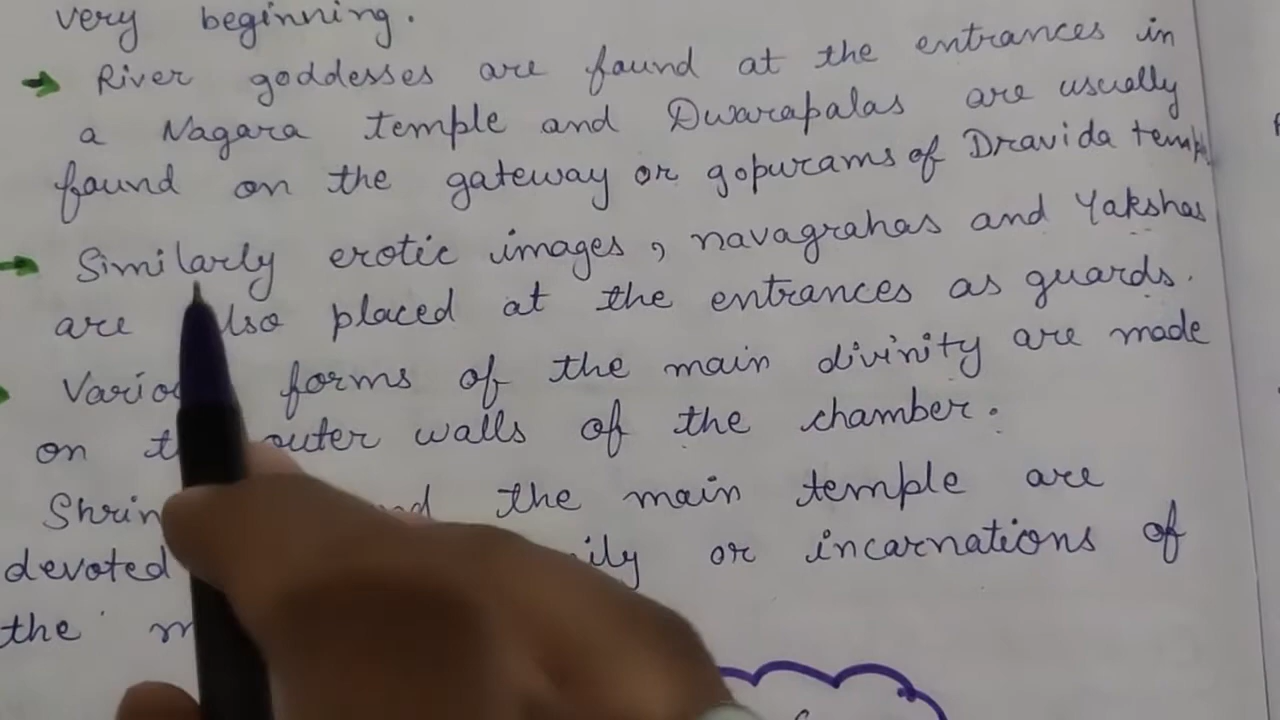 very beginning.
→ River goddesses are found at the entrances in
a Nagara temple and Dwarapalas are usually
found on the gateway or gopurams of Dravida
→ Similarly erotic images, navagrahas and Yakshas
are also placed at the entrances as guards.
forms of the main divinity are made
on outer walls of the chamber.
the main temple are
devoted or incarnations of
the